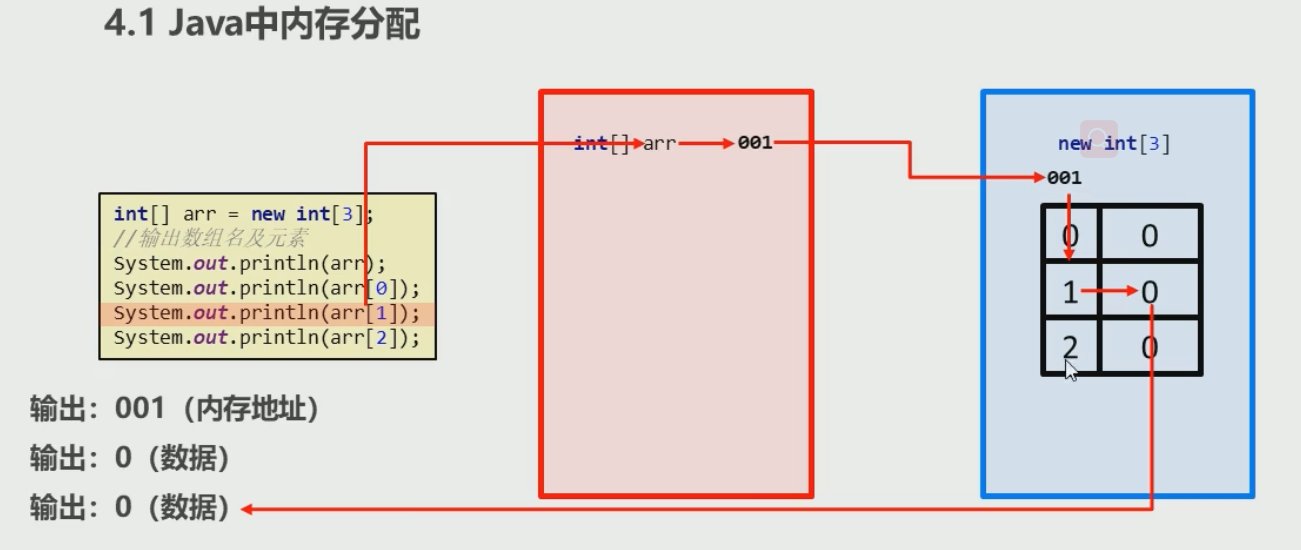 4.1 Java中内存分配
int[] arr = new int[3];
//输出数组名及元素
System.out.println(arr);
System.out.println(arr[0]);
System.out.println(arr[1]);
System.out.println(arr[2]);
输出：001（内存地址）
输出：0（数据）
输出：0（数据）
int[] arr 001
new int[3]
001
0 0
1 0
2 0